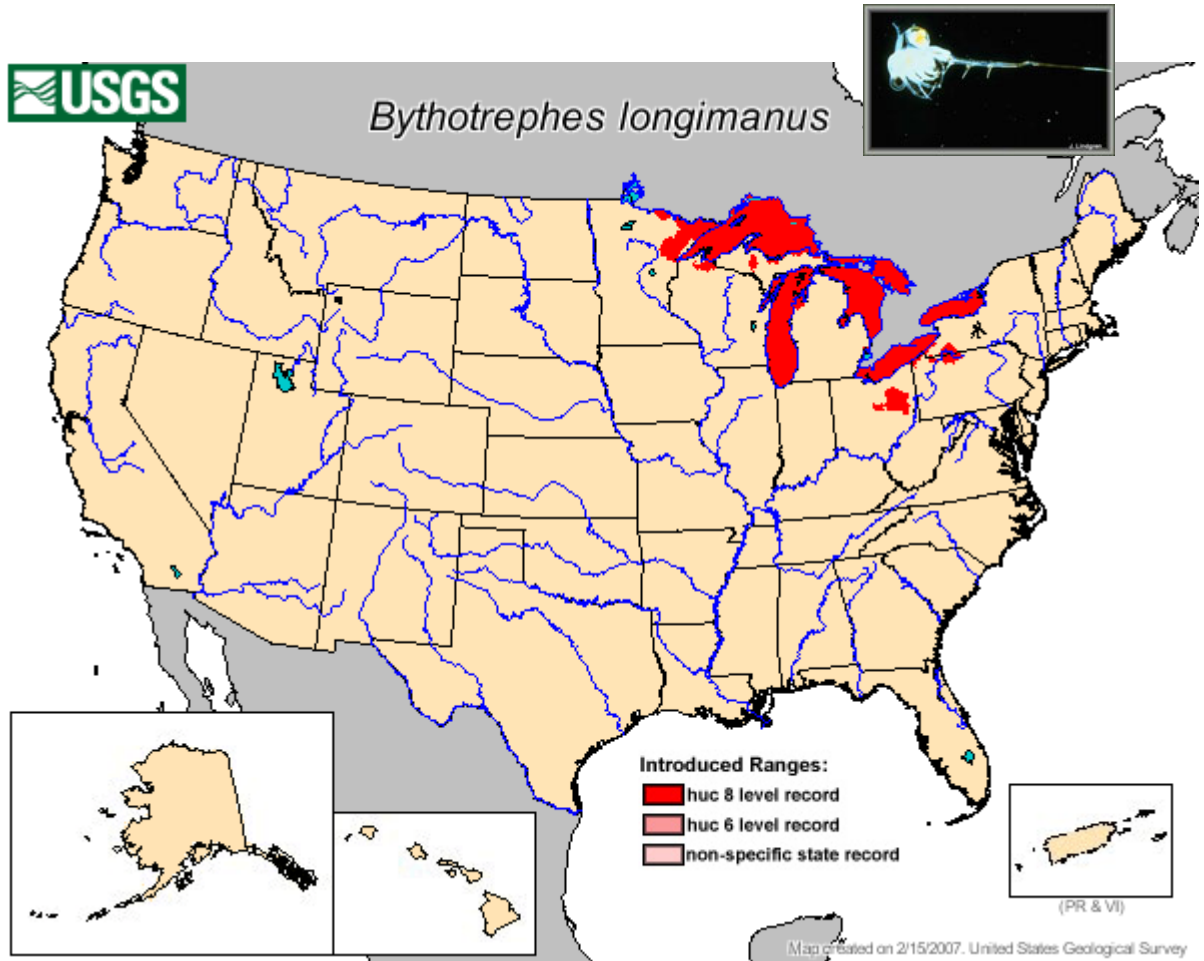 USGS
Bythotrephes longimanus
J. Lindgren
Introduced Ranges:
huc 8 level record
huc 6 level record
non-specific state record
(PR & VI)
Map created on 2/15/2007. United States Geological Survey